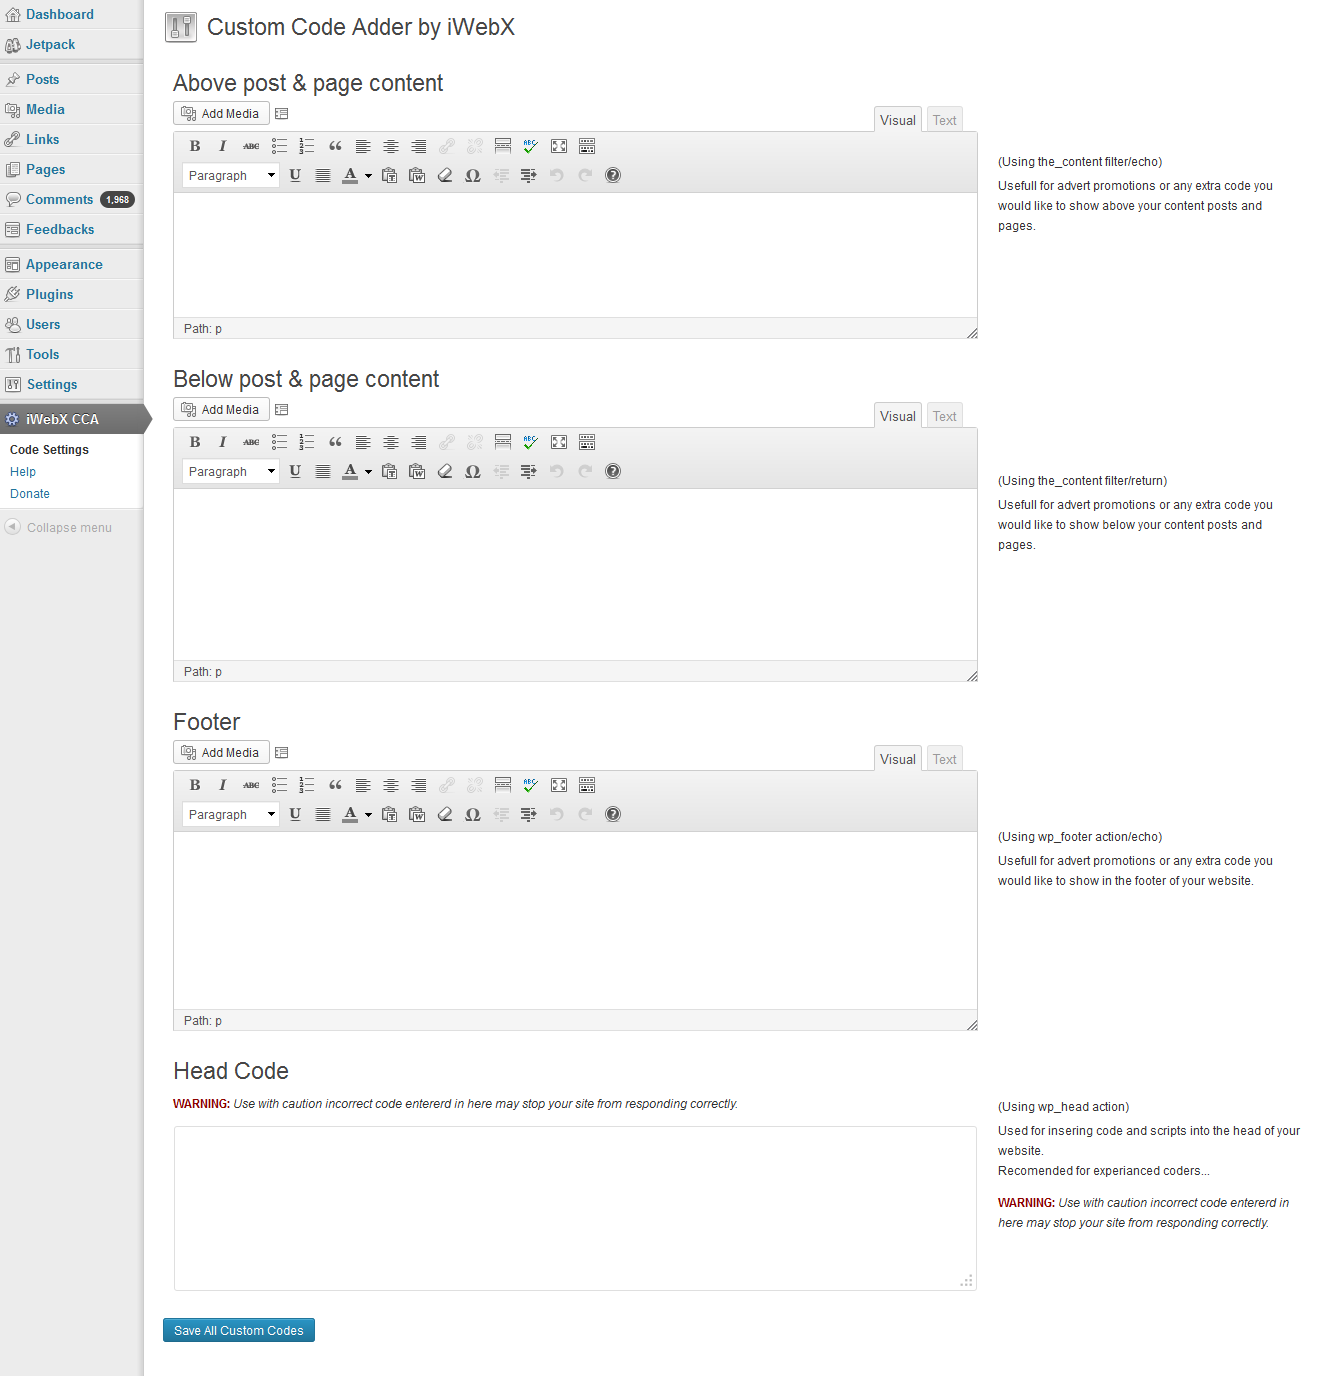 Dashboard
Jetpack
Posts
Media
Links
Pages
Comments 1,968
Feedbacks
Appearance
Plugins
Users
Tools
Settings
iWebX CCA
Code Settings
Help
Donate
Collapse menu
Custom Code Adder by iWebX
Above post & page content
Add Media
Visual Text
B I ABC ABC
Paragraph U A T W Ω ?
Path: p
(Using the_content filter/echo)
Usefull for advert promotions or any extra code you
would like to show above your content posts and
pages.
Below post & page content
Add Media
Visual Text
B I ABC ABC
Paragraph U A T W Ω ?
Path: p
(Using the_content filter/return)
Usefull for advert promotions or any extra code you
would like to show below your content posts and
pages.
Footer
Add Media
Visual Text
B I ABC ABC
Paragraph U A T W Ω ?
Path: p
(Using wp_footer action/echo)
Usefull for advert promotions or any extra code you
would like to show in the footer of your website.
Head Code
WARNING: Use with caution incorrect code entererd in here may stop your site from responding correctly.
(Using wp_head action)
Used for insering code and scripts into the head of your
website.
Recomended for experianced coders...
WARNING: Use with caution incorrect code entererd in
here may stop your site from responding correctly.
Save All Custom Codes